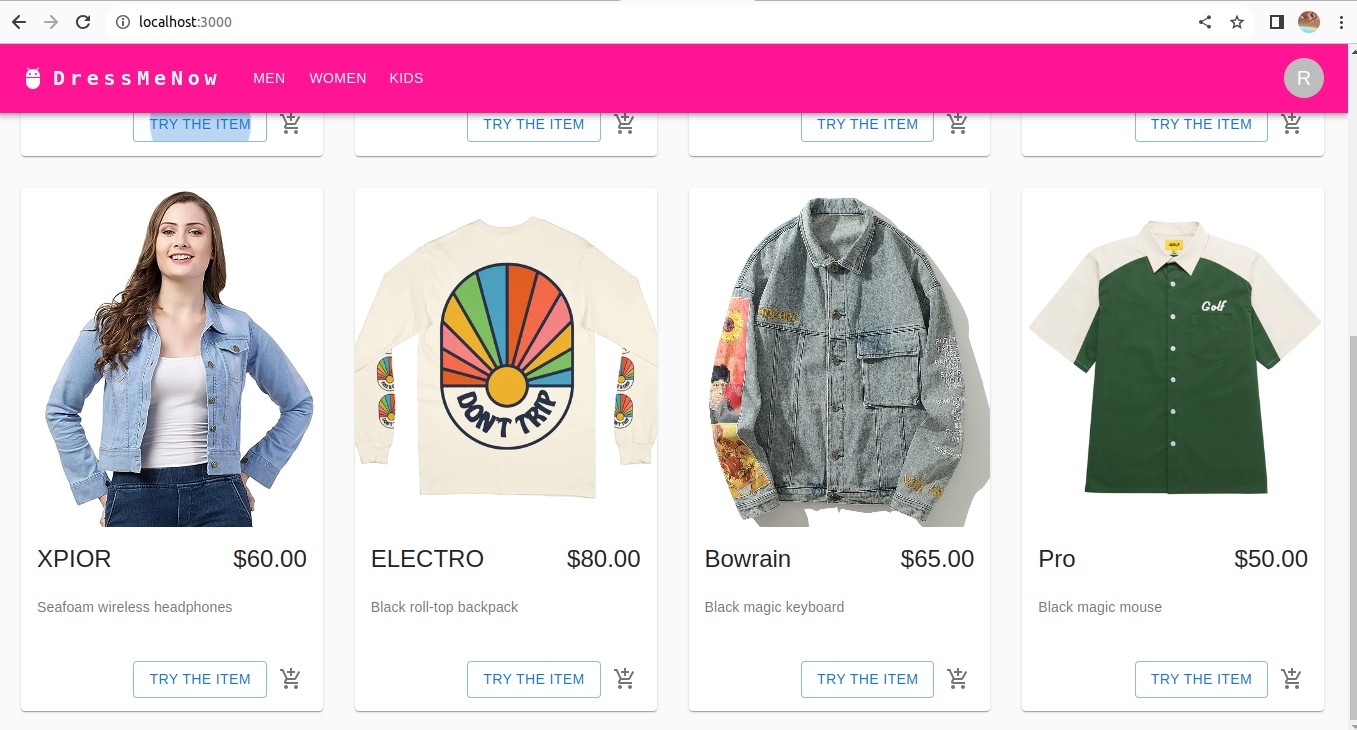 localhost:3000
DressMeNow MEN WOMEN KIDS R
TRY THE ITEM TRY THE ITEM TRY THE ITEM TRY THE ITEM
DON'T TRIP
GOLF
Golf
XPIOR $60.00 ELECTRO $80.00 Bowrain $65.00 Pro $50.00
Seafoam wireless headphones Black roll-top backpack Black magic keyboard Black magic mouse
TRY THE ITEM TRY THE ITEM TRY THE ITEM TRY THE ITEM